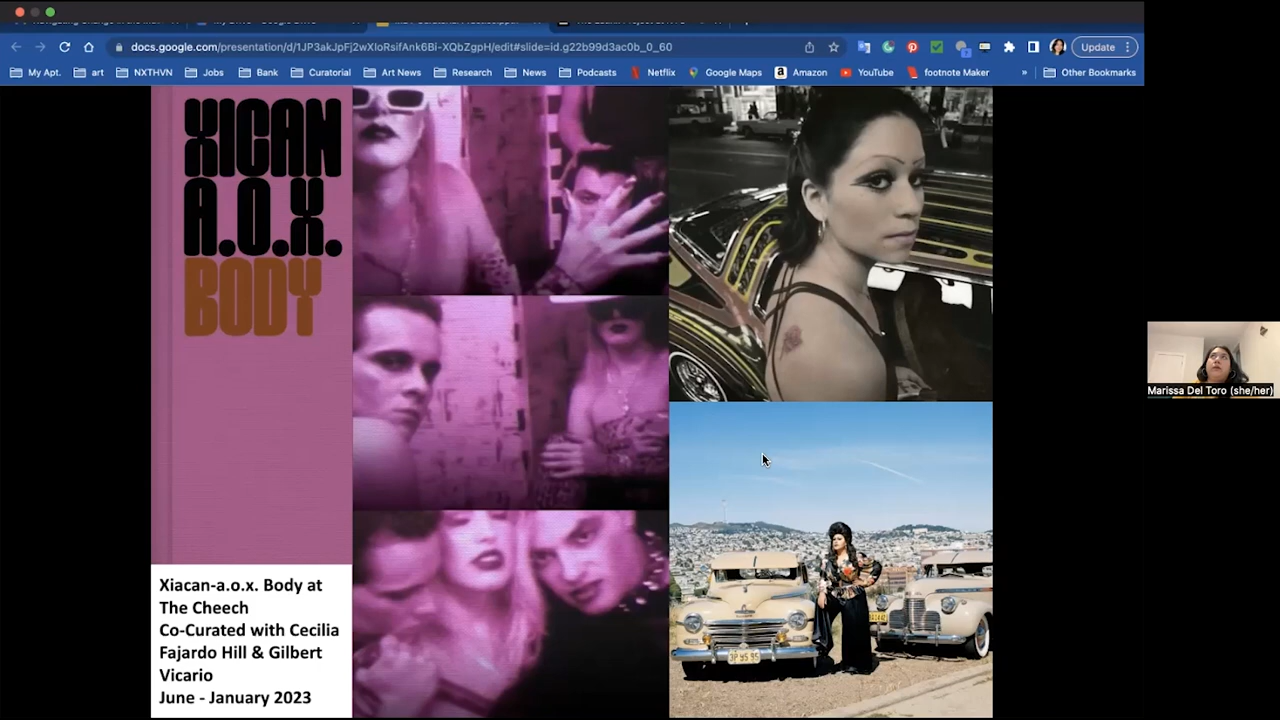 docs.google.com/presentation/d/1JP3akJpFj2wXIoRsifAnk6Bi-XQbZgpH/edit#slide=id.g22b99d3ac0b_0_60
Update
My Apt.
art
NXTHVN
Jobs
Bank
Curatorial
Art News
Research
News
Podcasts
Netflix
Google Maps
Amazon
YouTube
footnote Maker
»
Other Bookmarks
XICAN
A.O.X.
BODY
Xiacan-a.o.x. Body at
The Cheech
Co-Curated with Cecilia
Fajardo Hill & Gilbert
Vicario
June - January 2023
Marissa Del Toro (she/her)